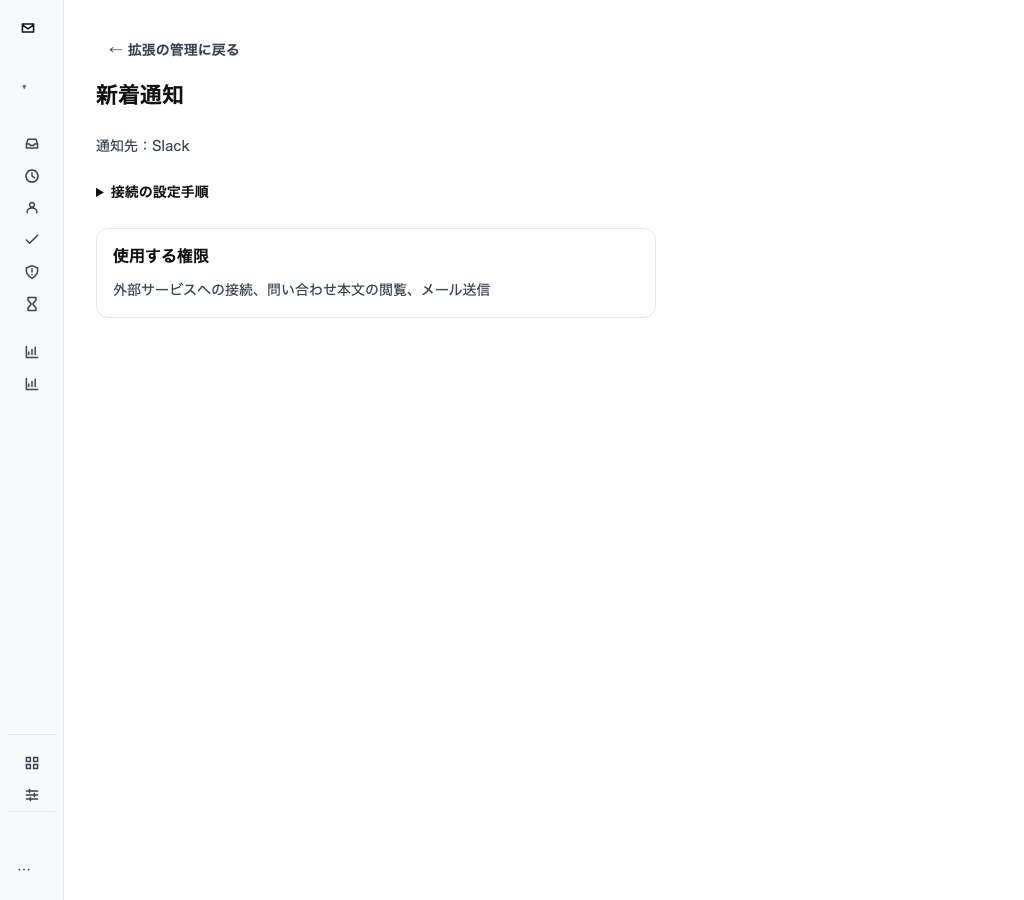 ← 拡張の管理に戻る
新着通知
通知先：Slack
▶ 接続の設定手順
使用する権限
外部サービスへの接続、問い合わせ本文の閲覧、メール送信
…